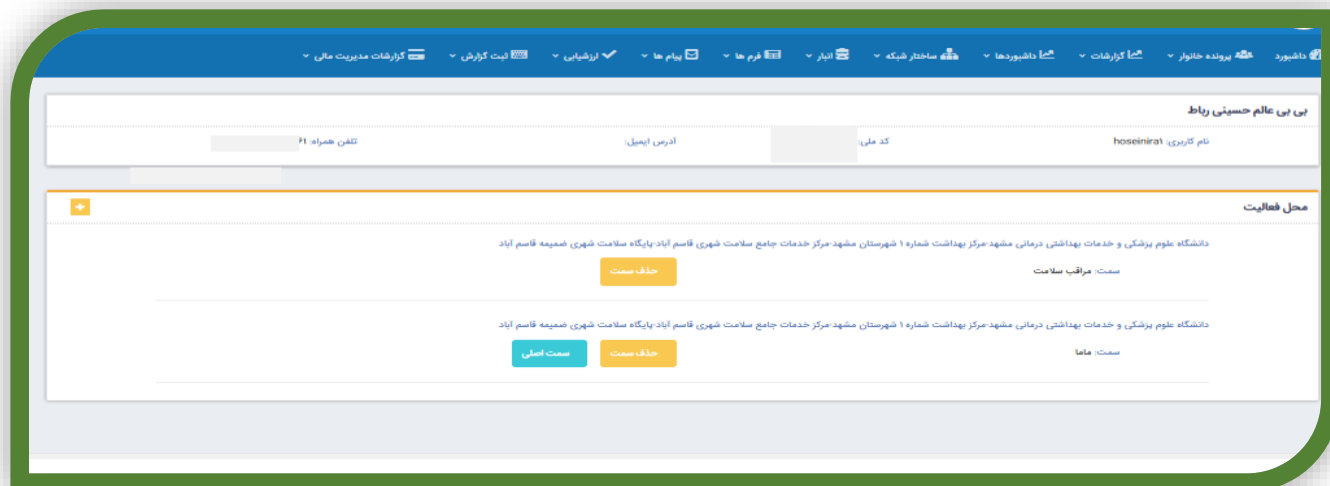 داشبورد پرونده خانوار گزارشات داشبوردها ساختار شبکه انبار فرم ها پیام ها ارزشیابی ثبت گزارش گزارشات مدیریت مالی
بی بی عالم حسینی رباط
نام کاربری: hoseinira۱ کد ملی: آدرس ایمیل: تلفن همراه: ۶۱
محل فعالیت
دانشگاه علوم پزشکی و خدمات بهداشتی درمانی مشهد-مرکز بهداشت شماره ۱ شهرستان مشهد-مرکز خدمات جامع سلامت شهری قاسم آباد-پایگاه سلامت شهری ضمیمه قاسم آباد
سمت: مراقب سلامت حذف سمت
دانشگاه علوم پزشکی و خدمات بهداشتی درمانی مشهد-مرکز بهداشت شماره ۱ شهرستان مشهد-مرکز خدمات جامع سلامت شهری قاسم آباد-پایگاه سلامت شهری ضمیمه قاسم آباد
سمت: ماما حذف سمت سمت اصلی